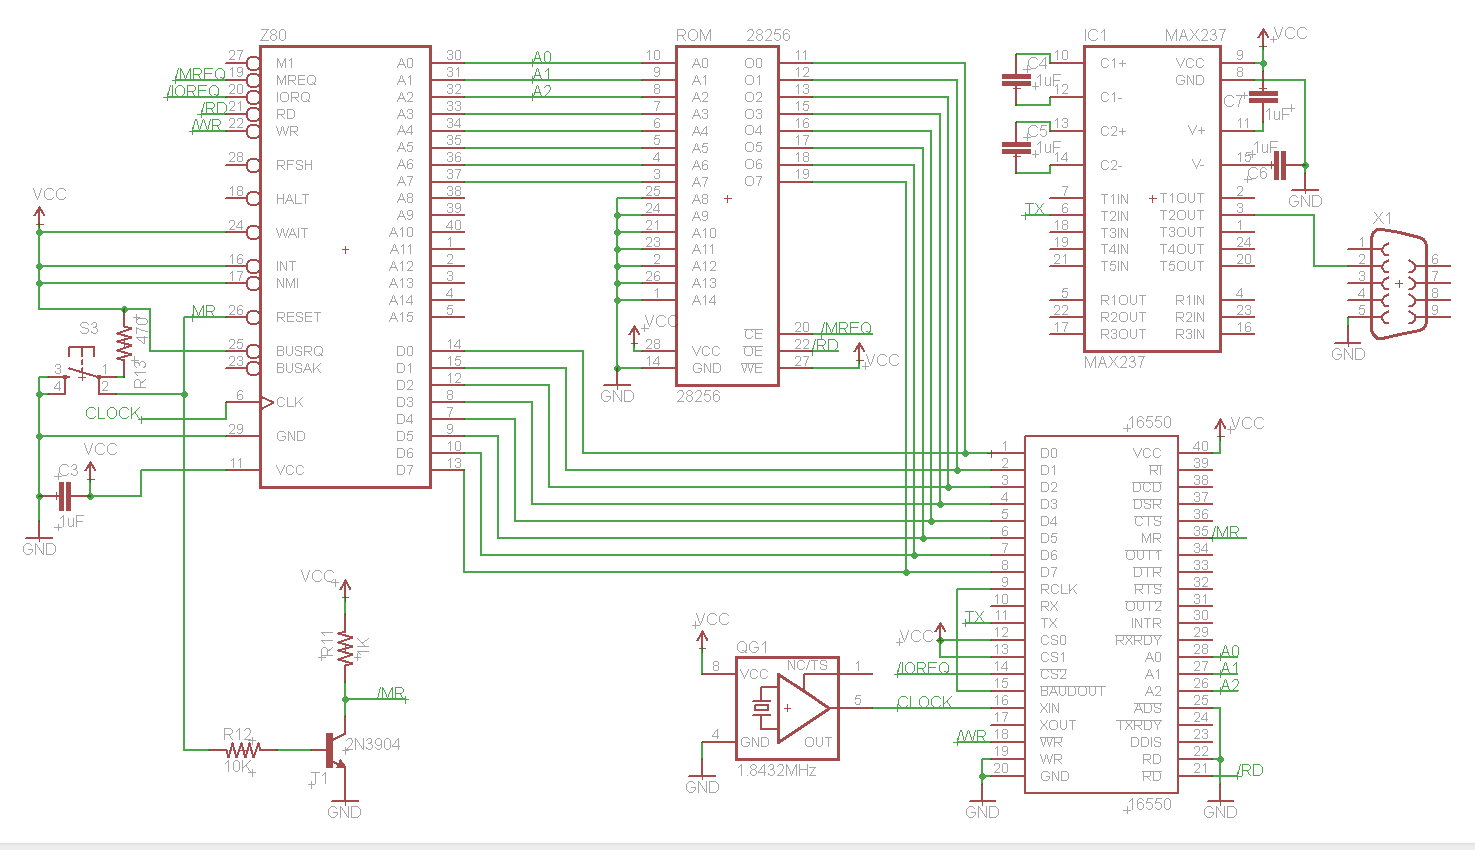 Z80
27 M1 A0 30 A0
/MREQ 19 MREQ A1 31 A1
/IOREQ 20 IORQ A2 32 A2
/RD 21 RD A3 33
/WR 22 WR A4 34
A5 35
28 RFSH A6 36
A7 37
18 HALT A8 38
A9 39
VCC
24 WAIT A10 40
A11 1
16 INT A12 2
17 NMI A13 3
A14 4
MR 26 RESET A15 5
25 BUSRQ D0 14
23 BUSAK D1 15
D2 12
6 CLK D3 8
CLOCK
D4 7
29 GND D5 9
D6 10
11 VCC D7 13
S3
3 1
4 2
470
R13
VCC
C3
1uF
GND
ROM 28256
10 A0 O0 11
9 A1 O1 12
8 A2 O2 13
7 A3 O3 15
6 A4 O4 16
5 A5 O5 17
4 A6 O6 18
3 A7 O7 19
25 A8
24 A9
21 A10
23 A11
2 A12
26 A13
1 A14
VCC
CE 20 /MREQ
28 VCC OE 22 /RD
14 GND WE 27 VCC
GND
28256
IC1 MAX237
VCC
C4
1uF
10 C1+ VCC 9
GND 8
12 C1-
C7
1uF
C5
1uF
13 C2+ V+ 11
14 C2- V- 15
1uF
C6
GND
7 T1IN T1OUT 2
TX 6 T2IN T2OUT 3
18 T3IN T3OUT 1
19 T4IN T4OUT 24
21 T5IN T5OUT 20
5 R1OUT R1IN 4
22 R2OUT R2IN 23
17 R3OUT R3IN 16
MAX237
X1
1
2 6
3 7
4 8
5 9
GND
16550
VCC
1 D0 VCC 40
2 D1 RI 39
3 D2 DCD 38
4 D3 DSR 37
5 D4 CTS 36
6 D5 MR 35 /MR
7 D6 OUT1 34
8 D7 DTR 33
9 RCLK RTS 32
10 RX OUT2 31
TX 11 TX INTR 30
VCC 12 CS0 RXRDY 29
13 CS1 A0 28 A0
/IOREQ 14 CS2 A1 27 A1
15 BAUDOUT A2 26 A2
CLOCK 16 XIN ADS 25
17 XOUT TXRDY 24
/WR 18 WR DDIS 23
19 WR RD 22
20 GND RD 21 /RD
GND
16550
GND
VCC
R11
1K
/MR
R12
10K
2N3904
J1
GND
VCC
QG1
8 VCC NC/TS 1
5
4 GND OUT
1.8432MHz
GND